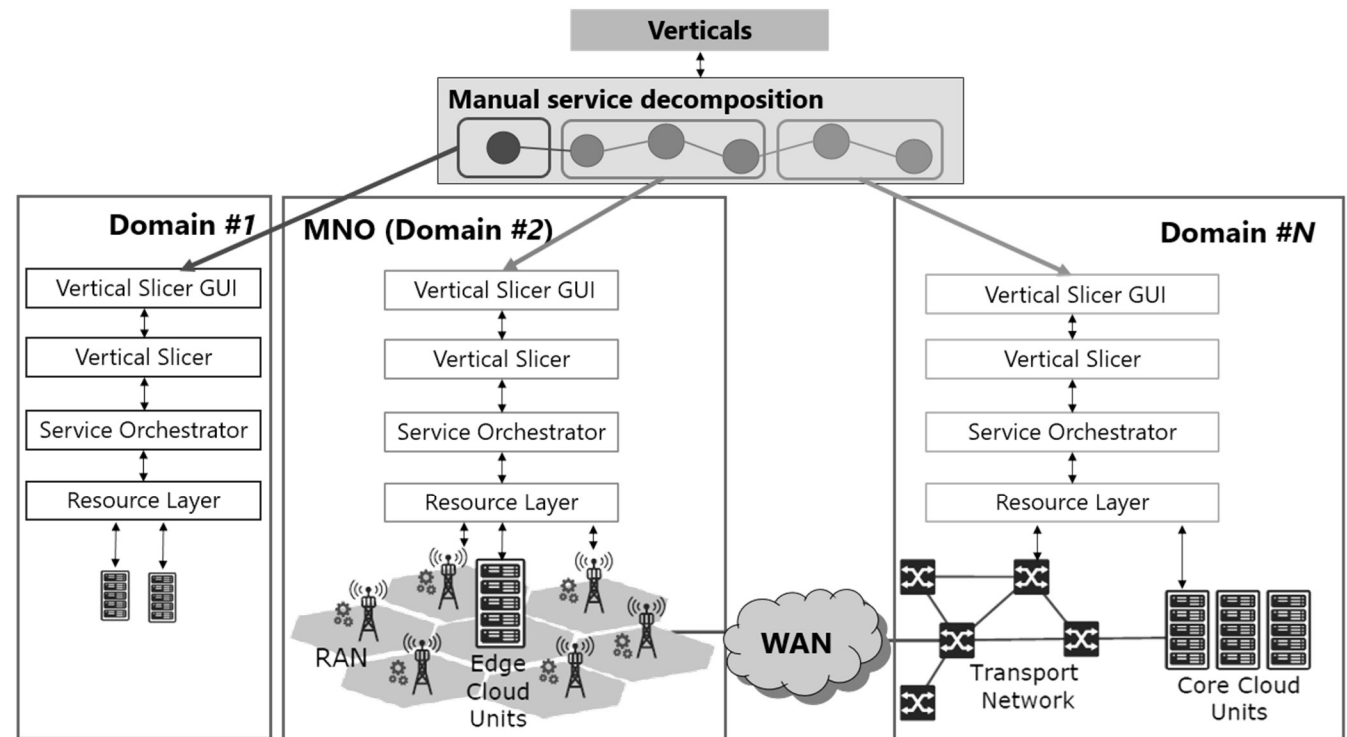 Verticals
Manual service decomposition
Domain #1
Vertical Slicer GUI
Vertical Slicer
Service Orchestrator
Resource Layer
MNO (Domain #2)
Vertical Slicer GUI
Vertical Slicer
Service Orchestrator
Resource Layer
RAN
Edge
Cloud
Units
WAN
Domain #N
Vertical Slicer GUI
Vertical Slicer
Service Orchestrator
Resource Layer
Transport
Network
Core Cloud
Units